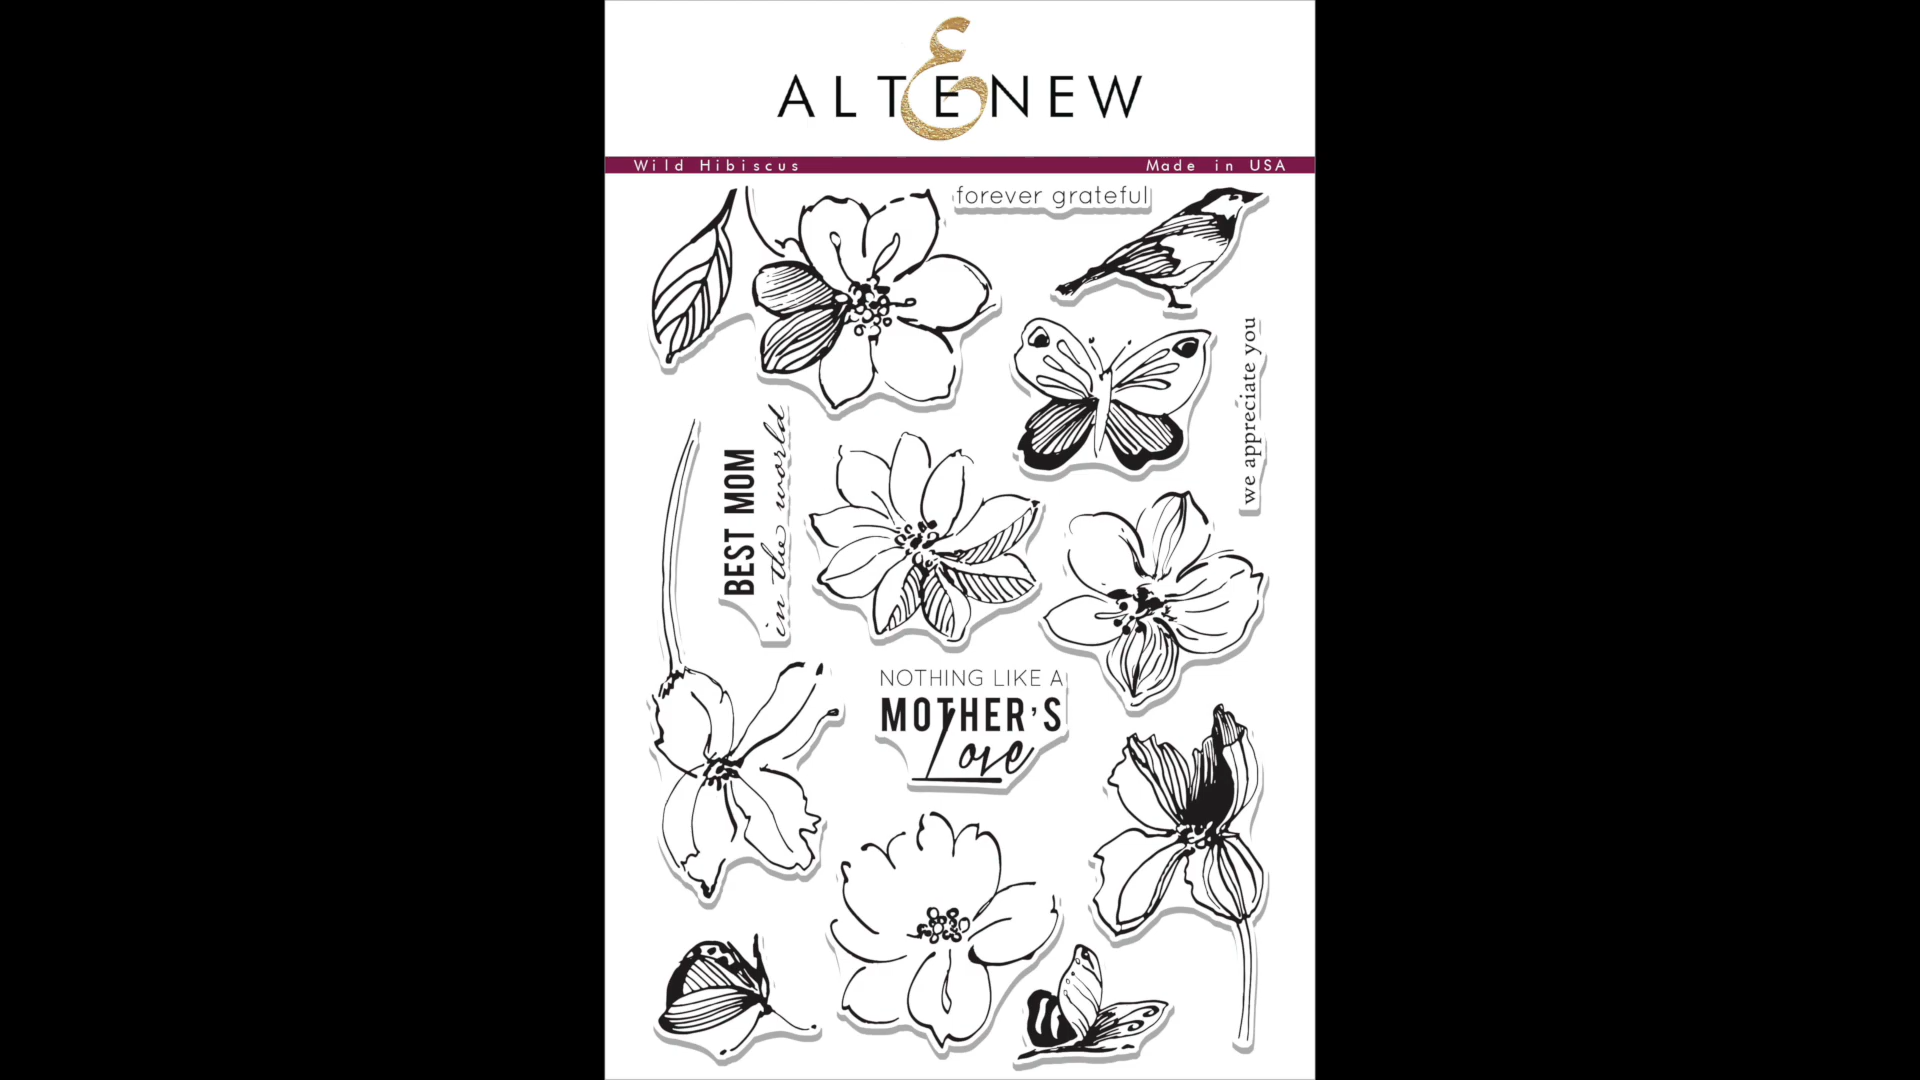 ALTENEW
Wild Hibiscus
Made in USA
forever grateful
we appreciate you
BEST MOM
in the world
NOTHING LIKE A
MOTHER'S
Love